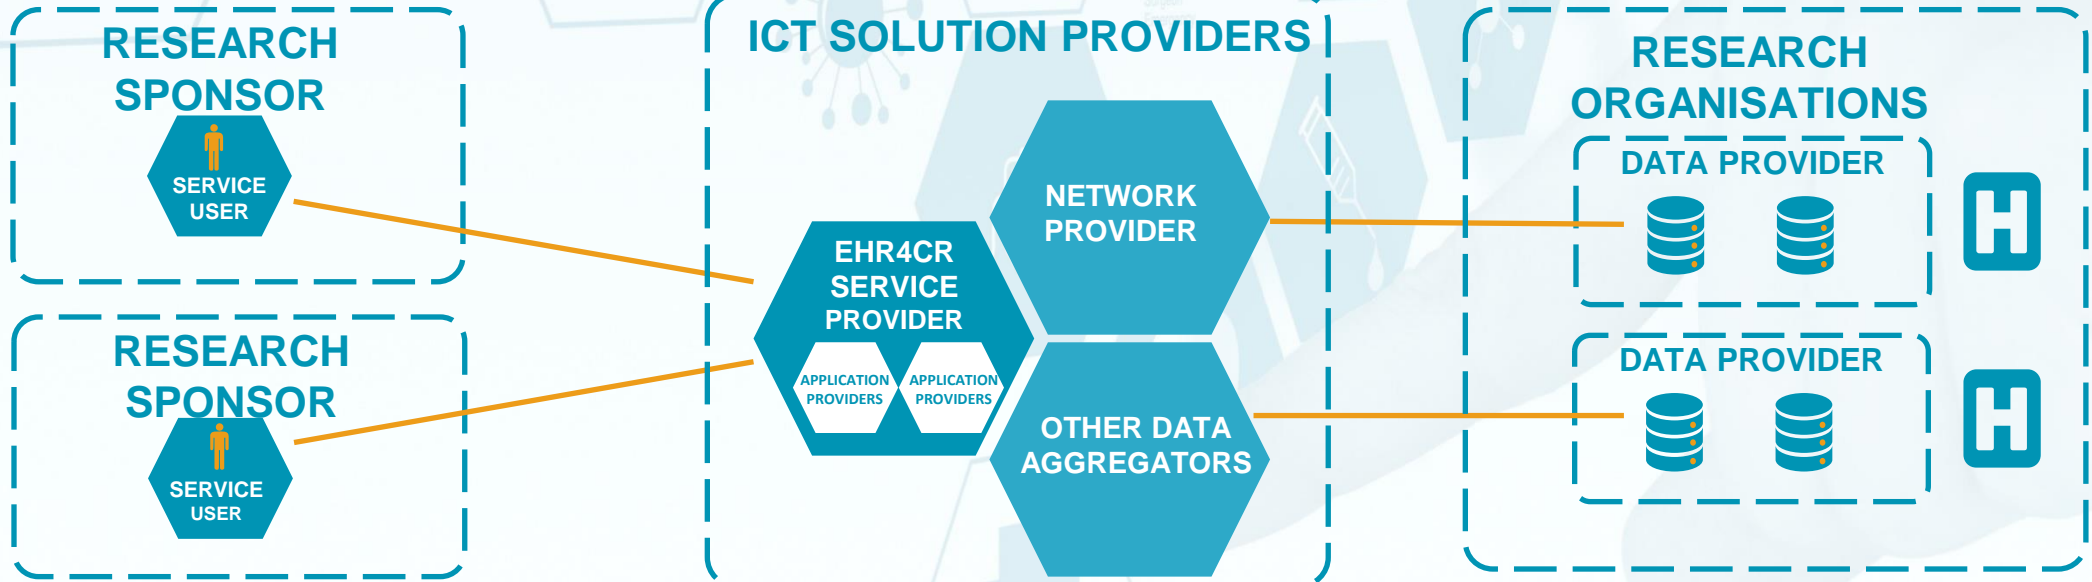 RESEARCH
SPONSOR
SERVICE
USER
RESEARCH
SPONSOR
SERVICE
USER
ICT SOLUTION PROVIDERS
NETWORK
PROVIDER
EHR4CR
SERVICE
PROVIDER
APPLICATION
PROVIDERS
APPLICATION
PROVIDERS
OTHER DATA
AGGREGATORS
RESEARCH
ORGANISATIONS
DATA PROVIDER
H
DATA PROVIDER
H